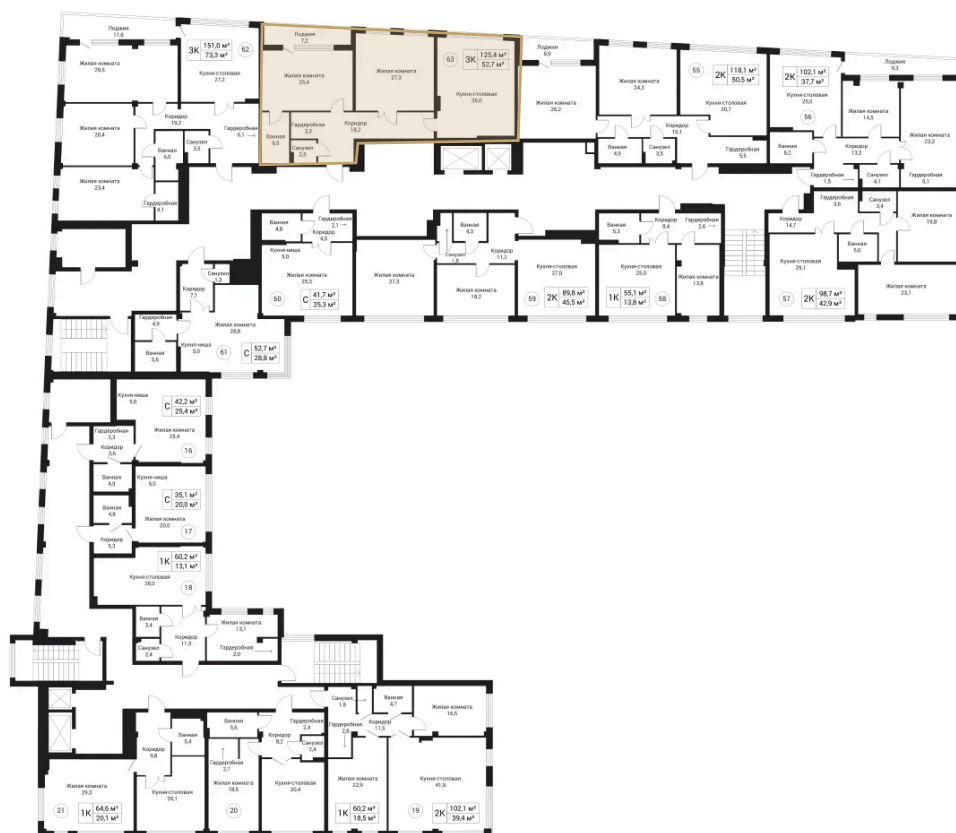 Лоджия
11,6
3К
151,0 м²
73,3 м²
62
Жилая комната
29,5
Кухня-столовая
27,2
Жилая комната
20,4
Коридор
19,2
Гардеробная
6,1
Санузел
3,5
Ванная
6,0
Жилая комната
23,4
Гардеробная
4,1
Лоджия
7,2
Жилая комната
25,4
Жилая комната
27,3
63
3К
125,4 м²
52,7 м²
Кухня-столовая
35,0
Гардеробная
3,3
Коридор
18,2
Ванная
6,0
Санузел
2,5
Лоджия
6,9
Жилая комната
26,2
Жилая комната
24,3
55
2К
118,1 м²
50,5 м²
Кухня-столовая
30,7
Коридор
16,1
Ванная
4,9
Санузел
3,5
Гардеробная
5,5
2К
102,1 м²
37,7 м²
Кухня-столовая
25,0
56
Лоджия
9,3
Жилая комната
14,5
Жилая комната
23,2
Ванная
6,2
Коридор
13,2
Гардеробная
1,5
Санузел
4,1
Гардеробная
5,1
Ванная
4,8
Гардеробная
2,1
Коридор
4,5
Кухня-ниша
5,0
Жилая комната
25,3
60
С
41,7 м²
25,3 м²
Жилая комната
27,3
Санузел
1,8
Ванная
4,3
Коридор
11,3
Жилая комната
18,2
Кухня-столовая
27,0
59
2К
89,8 м²
45,5 м²
Ванная
5,3
Коридор
8,4
Гардеробная
2,6
Кухня-столовая
25,0
1К
55,1 м²
13,8 м²
58
Жилая комната
13,8
Коридор
14,7
Гардеробная
3,6
Санузел
3,4
Ванная
5,0
Жилая комната
19,8
Кухня-столовая
29,1
57
2К
98,7 м²
42,9 м²
Жилая комната
23,1
Санузел
1,3
Коридор
7,1
Гардеробная
4,9
Ванная
5,6
Жилая комната
28,8
Кухня-ниша
5,0
61
С
52,7 м²
28,8 м²
Кухня-ниша
5,0
С
42,2 м²
25,4 м²
Жилая комната
25,4
16
Гардеробная
3,3
Коридор
3,6
Ванная
4,9
Кухня-ниша
5,0
С
35,1 м²
20,0 м²
Жилая комната
20,0
17
Ванная
4,8
Коридор
5,3
1К
60,2 м²
13,1 м²
Кухня-столовая
18
Ванная
3,4
Санузел
2,4
Коридор
11,3
Жилая комната
13,1
Гардеробная
2,0
Санузел
1,8
Ванная
4,7
Жилая комната
16,5
Гардеробная
2,8
Коридор
11,5
Жилая комната
22,9
1К
60,2 м²
18,5 м²
Кухня-столовая
41,9
19
2К
102,1 м²
39,4 м²
Ванная
5,6
Коридор
8,2
Гардеробная
2,4
Санузел
2,4
Гардеробная
2,7
Жилая комната
18,5
20
Кухня-столовая
20,4
Ванная
5,4
Коридор
9,8
Кухня-столовая
Жилая комната
29,3
21
1К
64,6 м²
20,1 м²